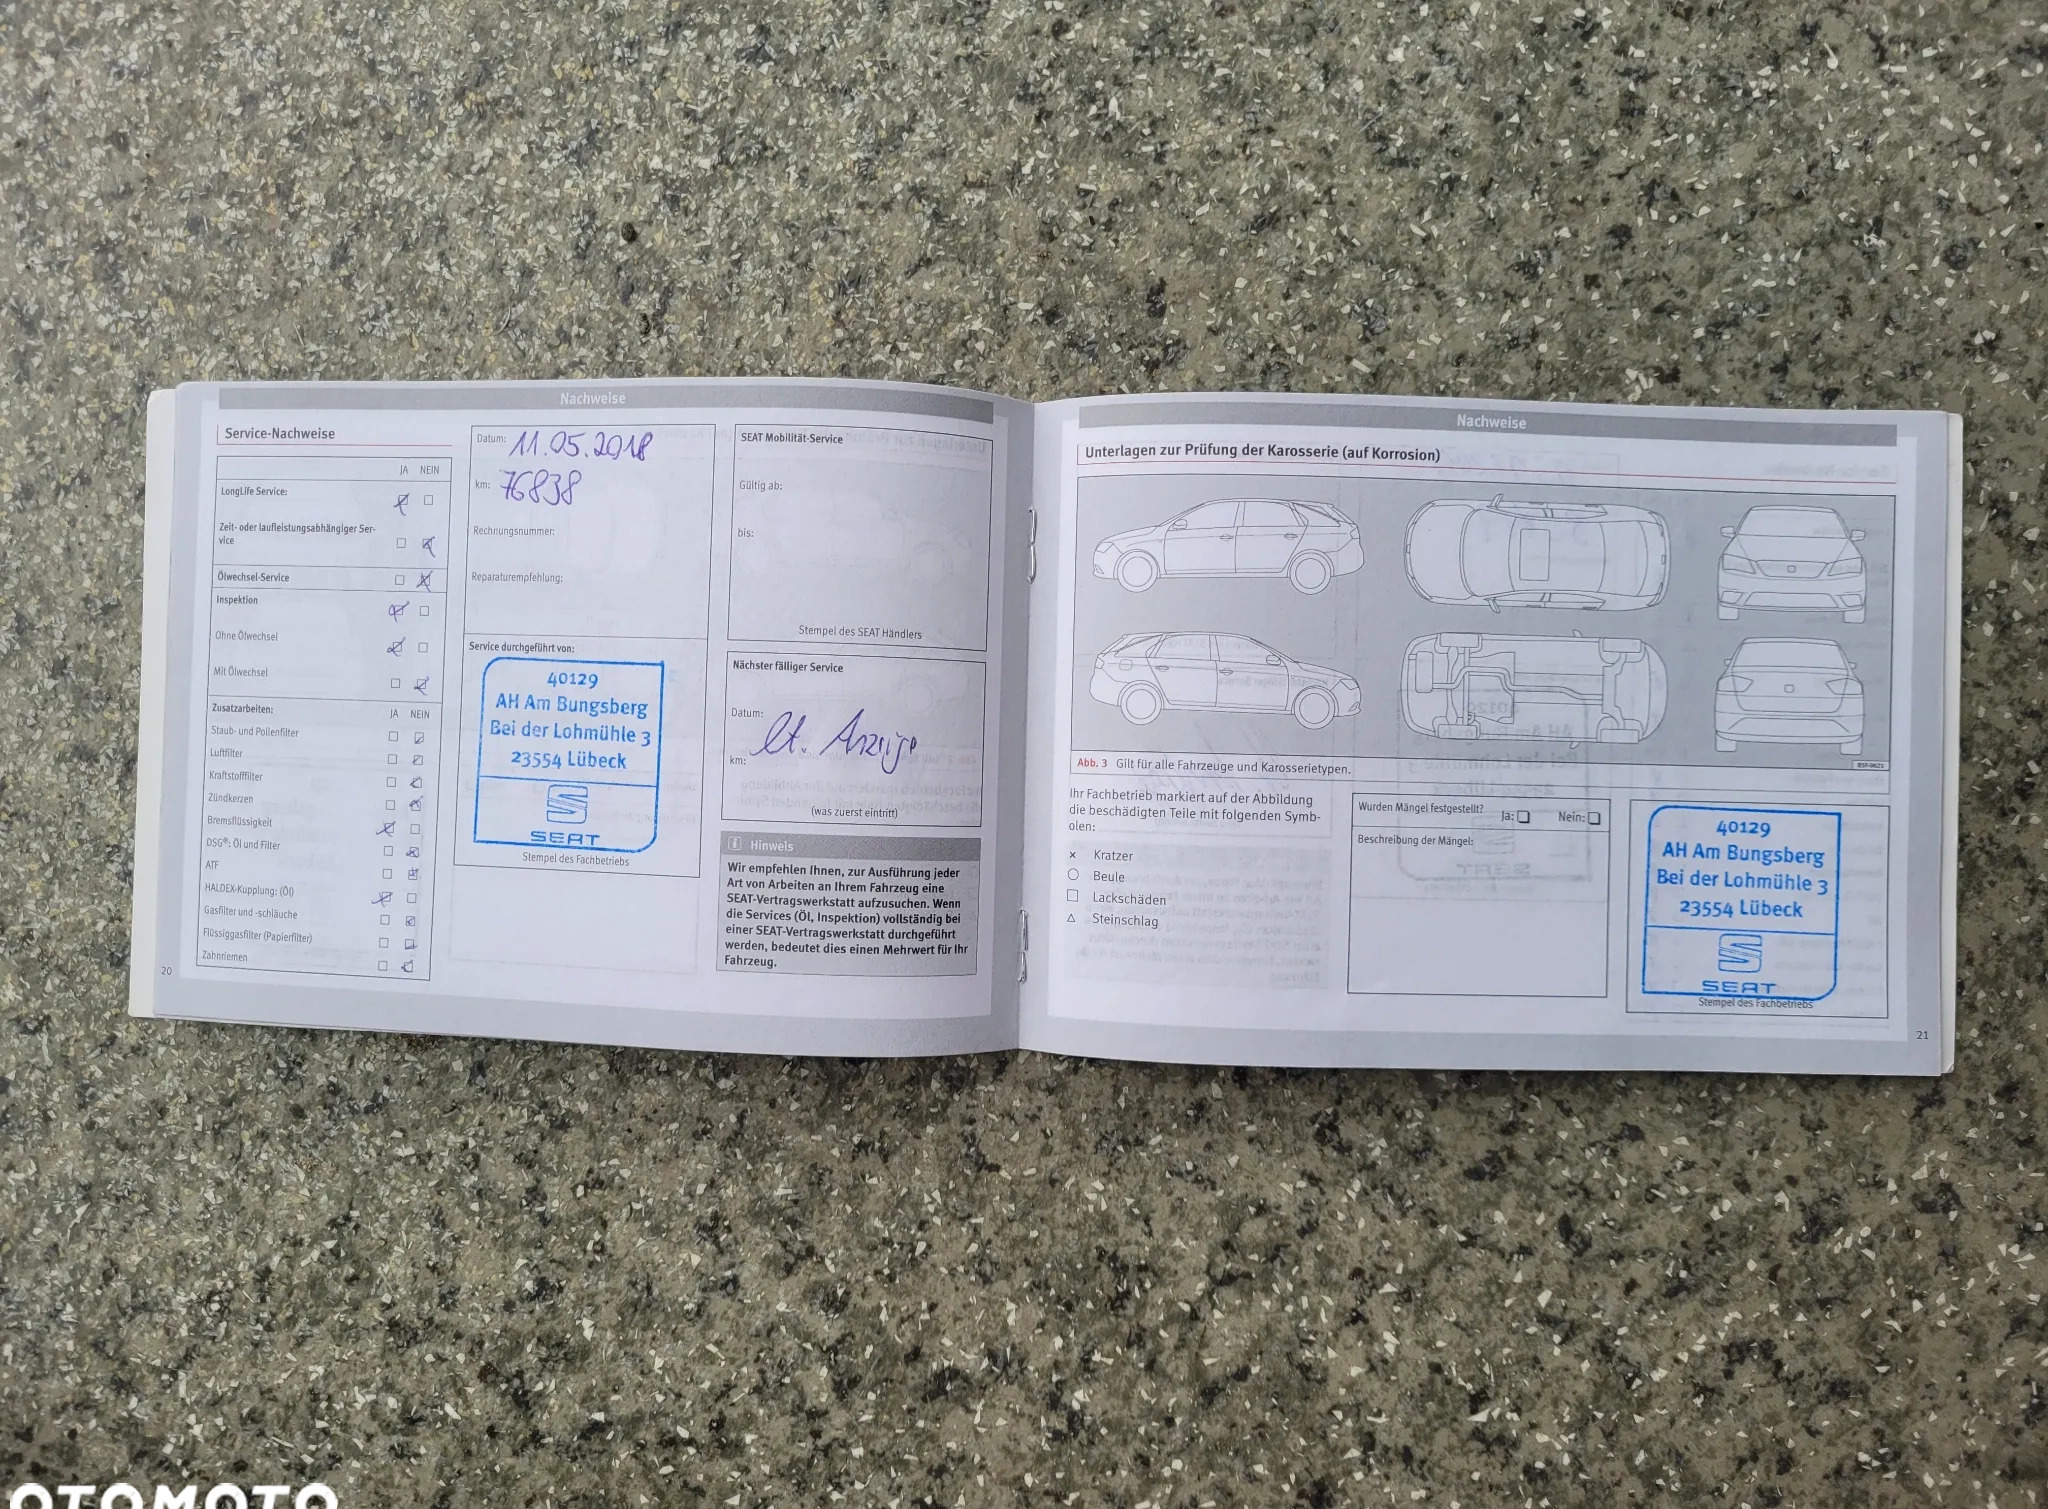 Nachweise
Service-Nachweise
JA NEIN
LongLife Service:
Zeit- oder laufleistungsabhängiger Ser-
vice
Ölwechsel-Service
Inspektion
Ohne Ölwechsel
Mit Ölwechsel
Zusatzarbeiten: JA NEIN
Staub- und Pollenfilter
Luftfilter
Kraftstofffilter
Zündkerzen
Bremsflüssigkeit
DSG®: Öl und Filter
ATF
HALDEX-Kupplung: (Öl)
Gasfilter und -schläuche
Flüssiggasfilter (Papierfilter)
Zahnriemen
20
Datum: 11.05.2018
km: 76838
Rechnungsnummer:
Reparaturempfehlung:
Service durchgeführt von:
40129
AH Am Bungsberg
Bei der Lohmühle 3
23554 Lübeck
SEAT
Stempel des Fachbetriebs
SEAT Mobilität-Service
Gültig ab:
bis:
Stempel des SEAT Händlers
Nächster fälliger Service
Datum:
lt. Anzeige
km:
(was zuerst eintritt)
Hinweis
Wir empfehlen Ihnen, zur Ausführung jeder
Art von Arbeiten an Ihrem Fahrzeug eine
SEAT-Vertragswerkstatt aufzusuchen. Wenn
die Services (Öl, Inspektion) vollständig bei
einer SEAT-Vertragswerkstatt durchgeführt
werden, bedeutet dies einen Mehrwert für Ihr
Fahrzeug.
Nachweise
Unterlagen zur Prüfung der Karosserie (auf Korrosion)
BSF-0621
Abb. 3 Gilt für alle Fahrzeuge und Karosserietypen.
Ihr Fachbetrieb markiert auf der Abbildung
die beschädigten Teile mit folgenden Symb-
olen:
× Kratzer
○ Beule
□ Lackschäden
△ Steinschlag
Wurden Mängel festgestellt?
Ja: □ Nein: □
Beschreibung der Mängel:
40129
AH Am Bungsberg
Bei der Lohmühle 3
23554 Lübeck
SEAT
Stempel des Fachbetriebs
21
OTOMOTO